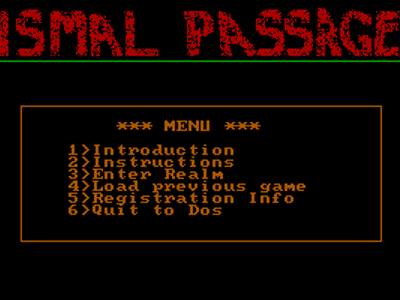 ISMAL PASSAGE
*** MENU ***
1>Introduction
2>Instructions
3>Enter Realm
4>Load previous game
5>Registration Info
6>Quit to Dos